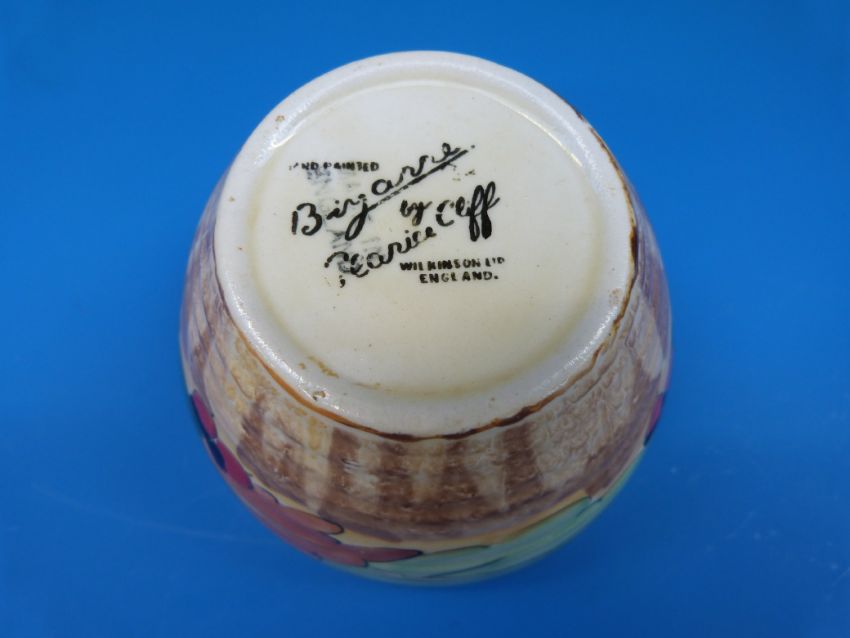 HAND PAINTED
Bizarre
by
Clarice Cliff
WILKINSON LTD
ENGLAND.